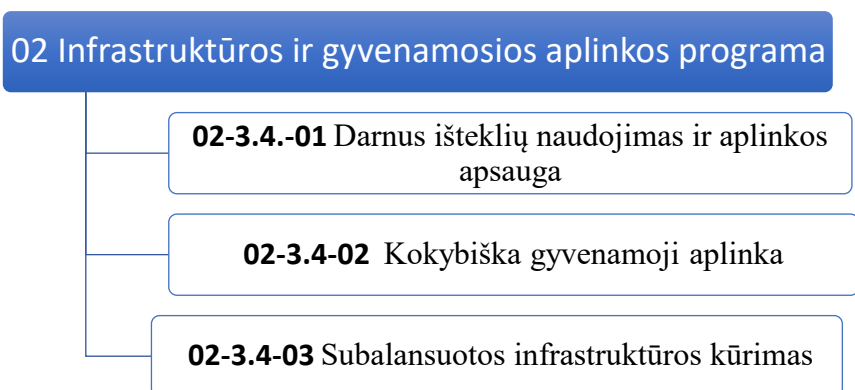 02 Infrastruktūros ir gyvenamosios aplinkos programa
02-3.4.-01 Darnus išteklių naudojimas ir aplinkos
apsauga
02-3.4-02 Kokybiška gyvenamoji aplinka
02-3.4-03 Subalansuotos infrastruktūros kūrimas